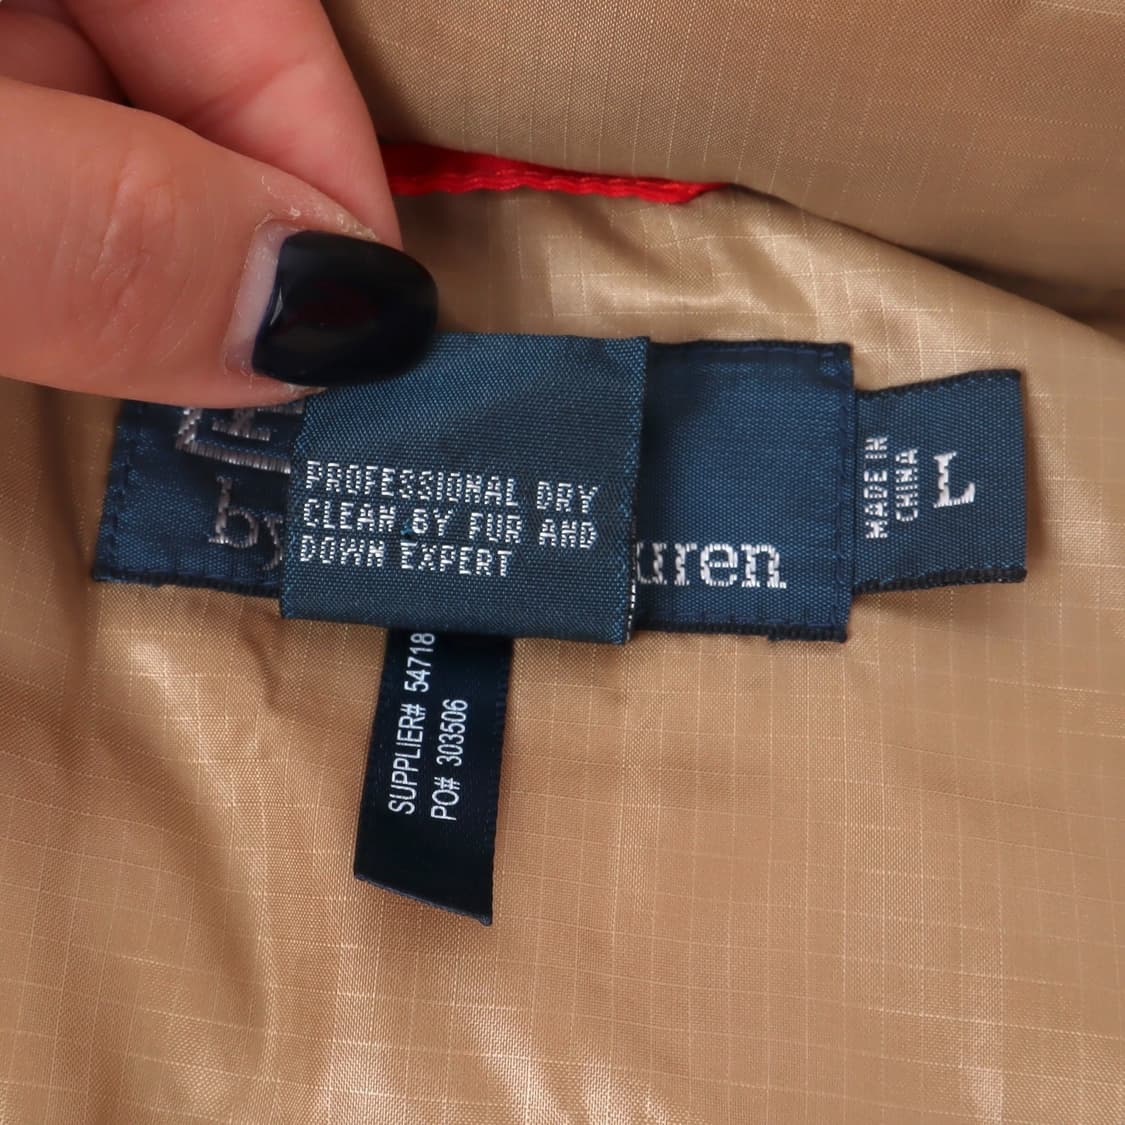 PROFESSIONAL DRY
CLEAN BY FUR AND
DOWN EXPERT
by
uren
MADE IN
CHINA
L
SUPPLIER# 54718
PO# 303506